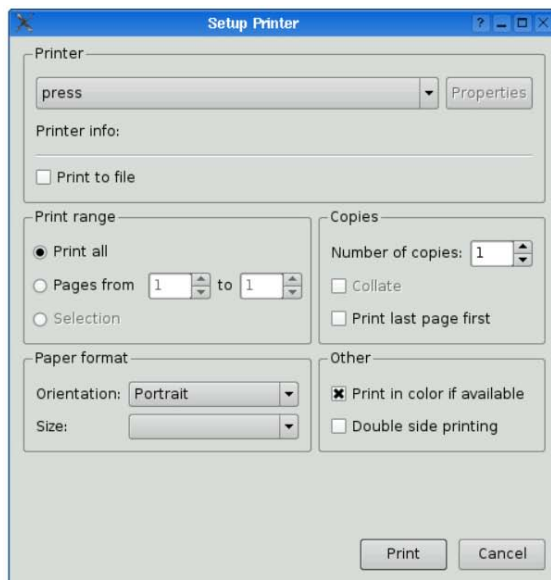 Setup Printer
Printer
press
Properties
Printer info:
Print to file
Print range
Print all
Pages from 1 to 1
Selection
Copies
Number of copies: 1
Collate
Print last page first
Paper format
Orientation: Portrait
Size:
Other
Print in color if available
Double side printing
Print
Cancel